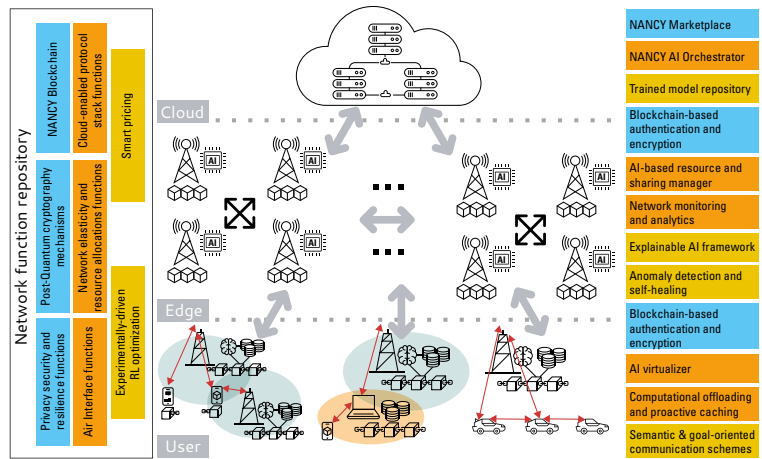 Network function repository
NANCY Blockchain
Cloud-enabled protocol
stack functions
Smart pricing
Post-Quantum cryptography
mechanisms
Network elasticity and
resource allocations functions
Privacy security and
resilience functions
Air Interface functions
Experimentally-driven
RL optimization
Cloud
AI
AI
AI
AI
AI
AI
AI
AI
Edge
User
NANCY Marketplace
NANCY AI Orchestrator
Trained model repository
Blockchain-based
authentication and
encryption
AI-based resource and
sharing manager
Network monitoring
and analytics
Explainable AI framework
Anomaly detection and
self-healing
Blockchain-based
authentication and
encryption
AI virtualizer
Computational offloading
and proactive caching
Semantic & goal-oriented
communication schemes